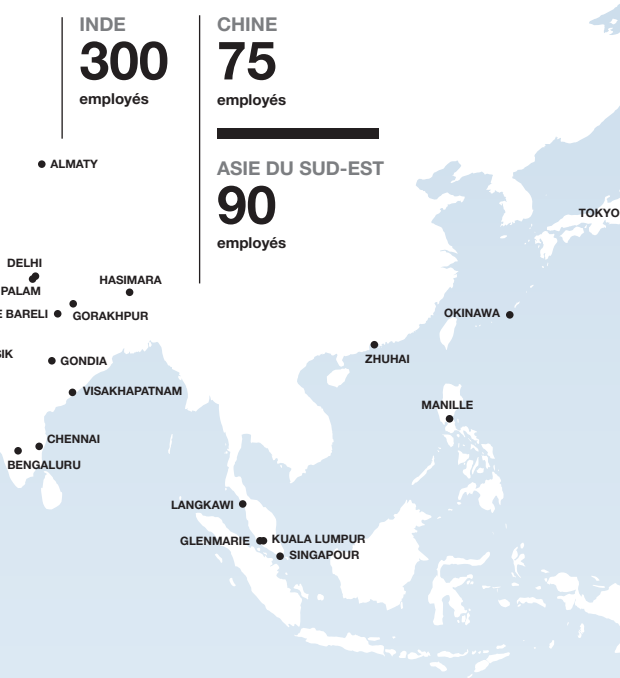 INDE
300
employés
CHINE
75
employés
ASIE DU SUD-EST
90
employés
ALMATY
TOKYO
DELHI
PALAM
HASIMARA
E BARELI
GORAKHPUR
OKINAWA
SIK
GONDIA
ZHUHAI
VISAKHAPATNAM
MANILLE
CHENNAI
BENGALURU
LANGKAWI
GLENMARIE
KUALA LUMPUR
SINGAPOUR